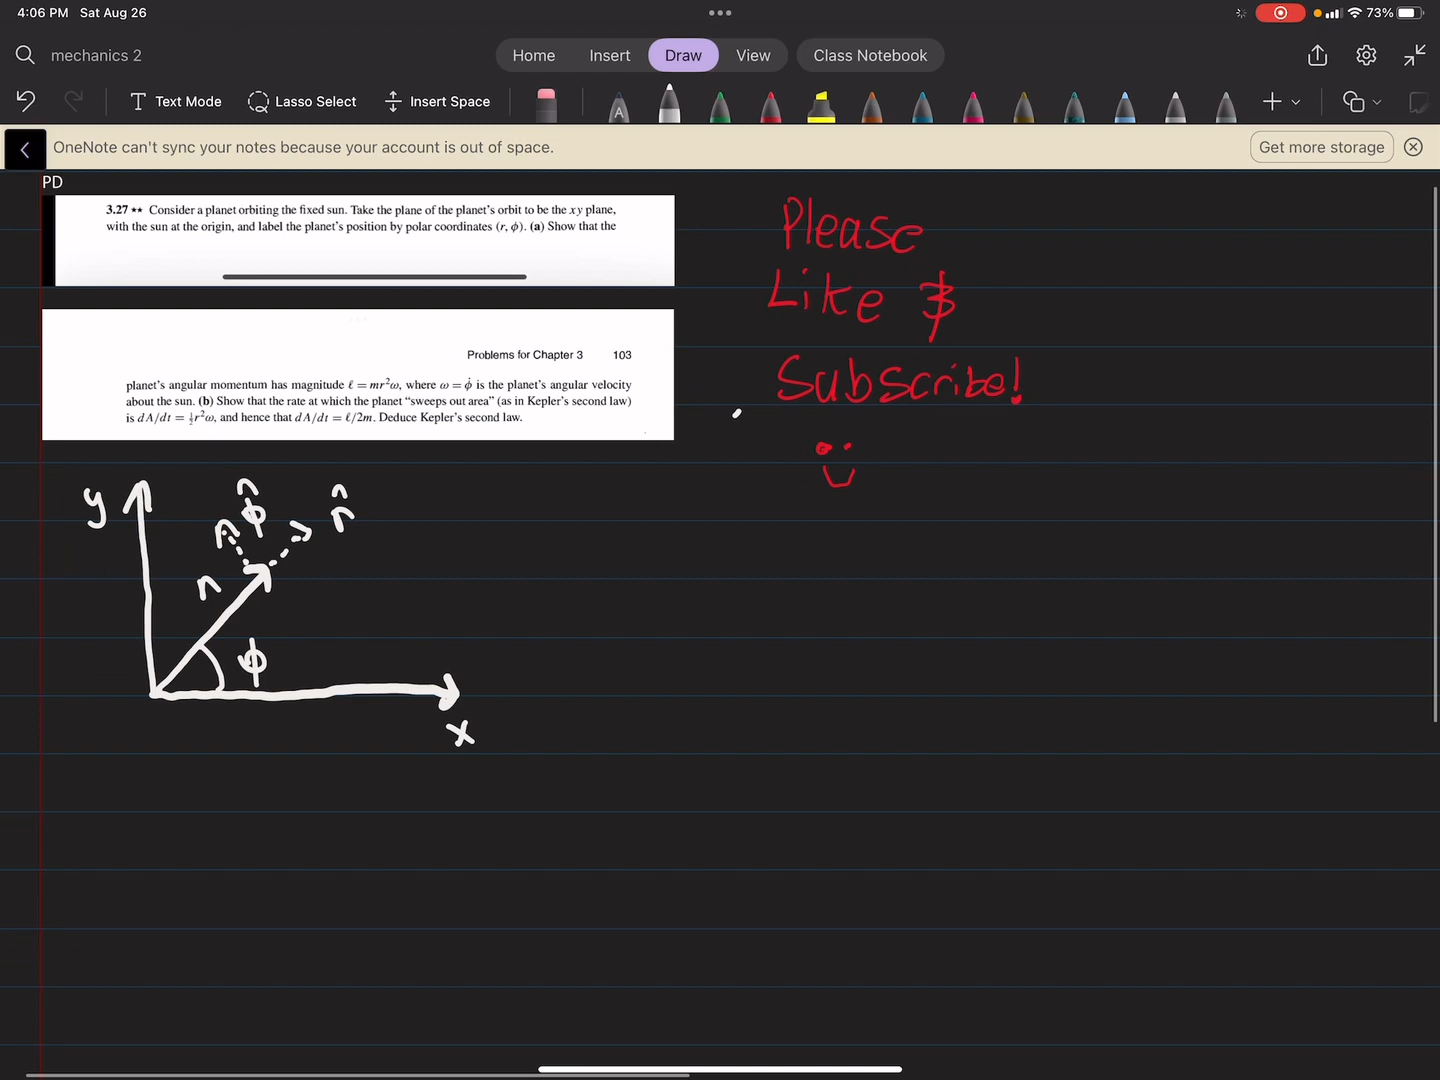 4:06 PM Sat Aug 26
73%
mechanics 2
Home Insert Draw View Class Notebook
Text Mode Lasso Select Insert Space
A
OneNote can't sync your notes because your account is out of space.
Get more storage
PD
3.27 ★★ Consider a planet orbiting the fixed sun. Take the plane of the planet's orbit to be the xy plane,
with the sun at the origin, and label the planet's position by polar coordinates (r, ϕ). (a) Show that the
Problems for Chapter 3 103
planet's angular momentum has magnitude ℓ = mr²ω, where ω = ϕ̇ is the planet's angular velocity
about the sun. (b) Show that the rate at which the planet "sweeps out area" (as in Kepler's second law)
is dA/dt = ½r²ω, and hence that dA/dt = ℓ/2m. Deduce Kepler's second law.
Please
Like &
Subscribe!
y
ϕ̂
r̂
r
ϕ
x